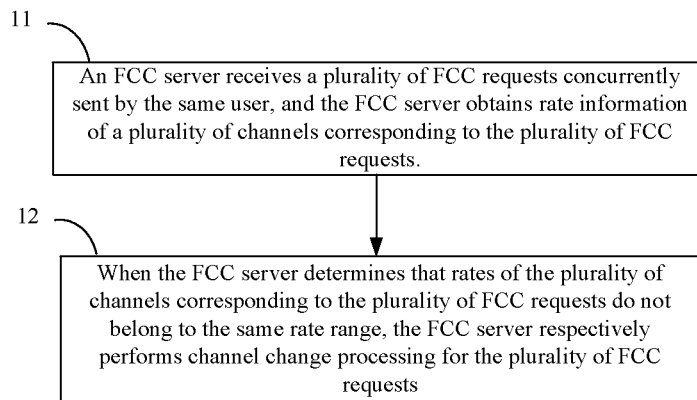 11
An FCC server receives a plurality of FCC requests concurrently
sent by the same user, and the FCC server obtains rate information
of a plurality of channels corresponding to the plurality of FCC
requests.
12
When the FCC server determines that rates of the plurality of
channels corresponding to the plurality of FCC requests do not
belong to the same rate range, the FCC server respectively
performs channel change processing for the plurality of FCC
requests